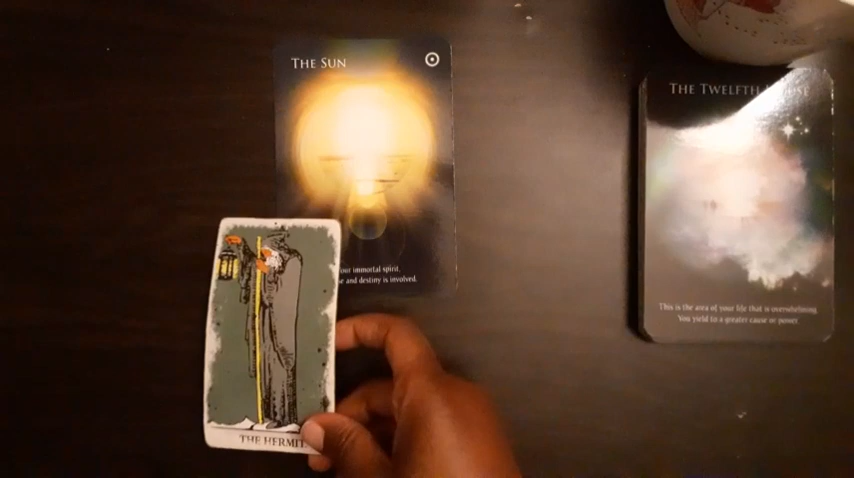 THE SUN
our immortal spirit.
e and destiny is involved.
THE HERMIT
THE TWELFTH
This is the area of your life that is overwhelming.
You yield to a greater cause or power.